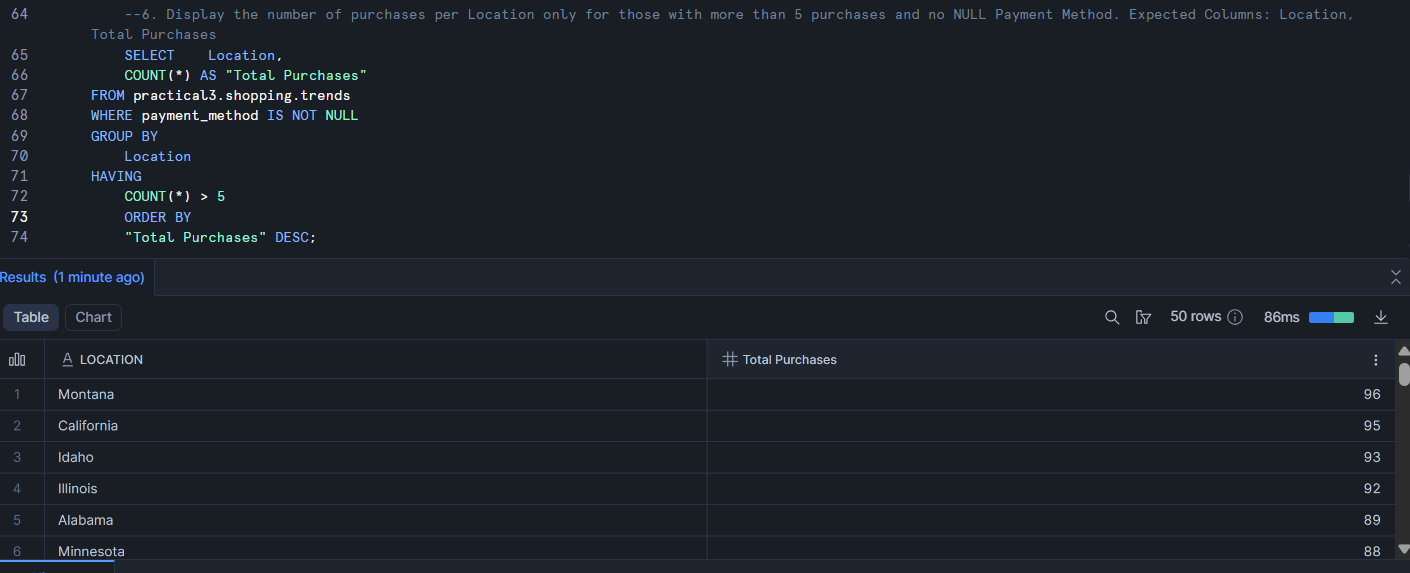 64 --6. Display the number of purchases per Location only for those with more than 5 purchases and no NULL Payment Method. Expected Columns: Location,
Total Purchases
65 SELECT Location,
66 COUNT(*) AS "Total Purchases"
67 FROM practical3.shopping.trends
68 WHERE payment_method IS NOT NULL
69 GROUP BY
70 Location
71 HAVING
72 COUNT(*) > 5
73 ORDER BY
74 "Total Purchases" DESC;
Results (1 minute ago)
Table Chart 50 rows 86ms
LOCATION Total Purchases
1 Montana 96
2 California 95
3 Idaho 93
4 Illinois 92
5 Alabama 89
6 Minnesota 88